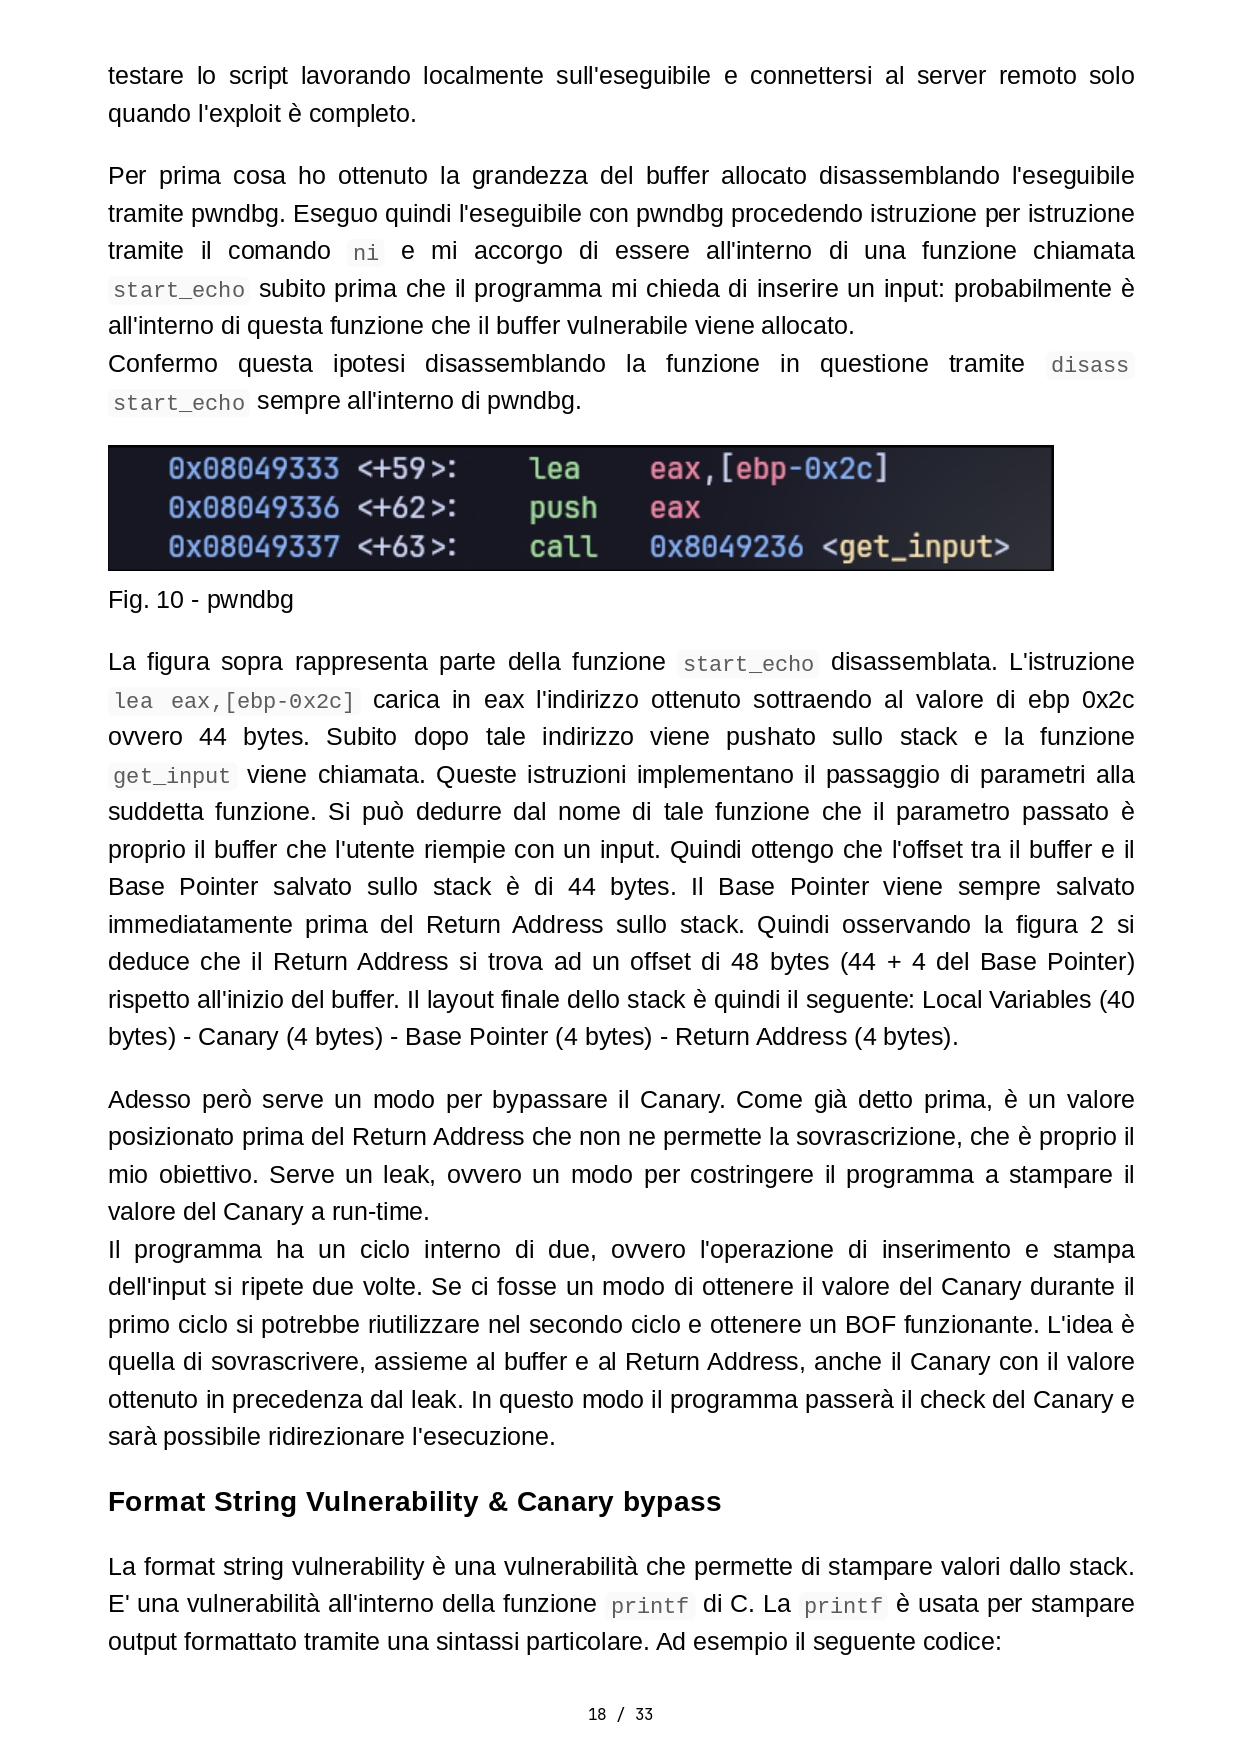 testare lo script lavorando localmente sull'eseguibile e connettersi al server remoto solo
quando l'exploit è completo.
Per prima cosa ho ottenuto la grandezza del buffer allocato disassemblando l'eseguibile
tramite pwndbg. Eseguo quindi l'eseguibile con pwndbg procedendo istruzione per istruzione
tramite il comando ni e mi accorgo di essere all'interno di una funzione chiamata
start_echo subito prima che il programma mi chieda di inserire un input: probabilmente è
all'interno di questa funzione che il buffer vulnerabile viene allocato.
Confermo questa ipotesi disassemblando la funzione in questione tramite disass
start_echo sempre all'interno di pwndbg.
0x08049333 <+59>: lea eax,[ebp-0x2c]
0x08049336 <+62>: push eax
0x08049337 <+63>: call 0x8049236 <get_input>
Fig. 10 - pwndbg
La figura sopra rappresenta parte della funzione start_echo disassemblata. L'istruzione
lea eax,[ebp-0x2c] carica in eax l'indirizzo ottenuto sottraendo al valore di ebp 0x2c
ovvero 44 bytes. Subito dopo tale indirizzo viene pushato sullo stack e la funzione
get_input viene chiamata. Queste istruzioni implementano il passaggio di parametri alla
suddetta funzione. Si può dedurre dal nome di tale funzione che il parametro passato è
proprio il buffer che l'utente riempie con un input. Quindi ottengo che l'offset tra il buffer e il
Base Pointer salvato sullo stack è di 44 bytes. Il Base Pointer viene sempre salvato
immediatamente prima del Return Address sullo stack. Quindi osservando la figura 2 si
deduce che il Return Address si trova ad un offset di 48 bytes (44 + 4 del Base Pointer)
rispetto all'inizio del buffer. Il layout finale dello stack è quindi il seguente: Local Variables (40
bytes) - Canary (4 bytes) - Base Pointer (4 bytes) - Return Address (4 bytes).
Adesso però serve un modo per bypassare il Canary. Come già detto prima, è un valore
posizionato prima del Return Address che non ne permette la sovrascrizione, che è proprio il
mio obiettivo. Serve un leak, ovvero un modo per costringere il programma a stampare il
valore del Canary a run-time.
Il programma ha un ciclo interno di due, ovvero l'operazione di inserimento e stampa
dell'input si ripete due volte. Se ci fosse un modo di ottenere il valore del Canary durante il
primo ciclo si potrebbe riutilizzare nel secondo ciclo e ottenere un BOF funzionante. L'idea è
quella di sovrascrivere, assieme al buffer e al Return Address, anche il Canary con il valore
ottenuto in precedenza dal leak. In questo modo il programma passerà il check del Canary e
sarà possibile ridirezionare l'esecuzione.
Format String Vulnerability & Canary bypass
La format string vulnerability è una vulnerabilità che permette di stampare valori dallo stack.
E' una vulnerabilità all'interno della funzione printf di C. La printf è usata per stampare
output formattato tramite una sintassi particolare. Ad esempio il seguente codice:
18 / 33